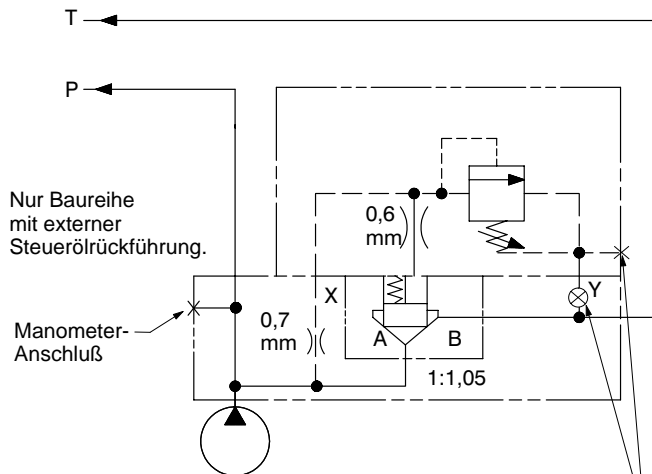 T
P
Nur Baureihe
mit externer
Steuerölrückführung.
0,6
mm
X
Y
Manometer-
Anschluß
0,7
mm
A
B
1:1,05